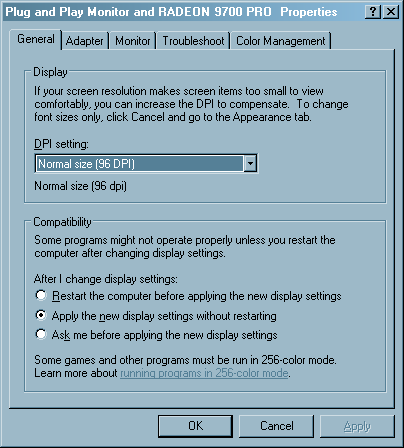 Plug and Play Monitor and RADEON 9700 PRO Properties
General Adapter Monitor Troubleshoot Color Management
Display
If your screen resolution makes screen items too small to view
comfortably, you can increase the DPI to compensate. To change
font sizes only, click Cancel and go to the Appearance tab.
DPI setting:
Normal size (96 DPI)
Normal size (96 dpi)
Compatibility
Some programs might not operate properly unless you restart the
computer after changing display settings.
After I change display settings:
Restart the computer before applying the new display settings
Apply the new display settings without restarting
Ask me before applying the new display settings
Some games and other programs must be run in 256-color mode.
Learn more about running programs in 256-color mode.
OK Cancel Apply